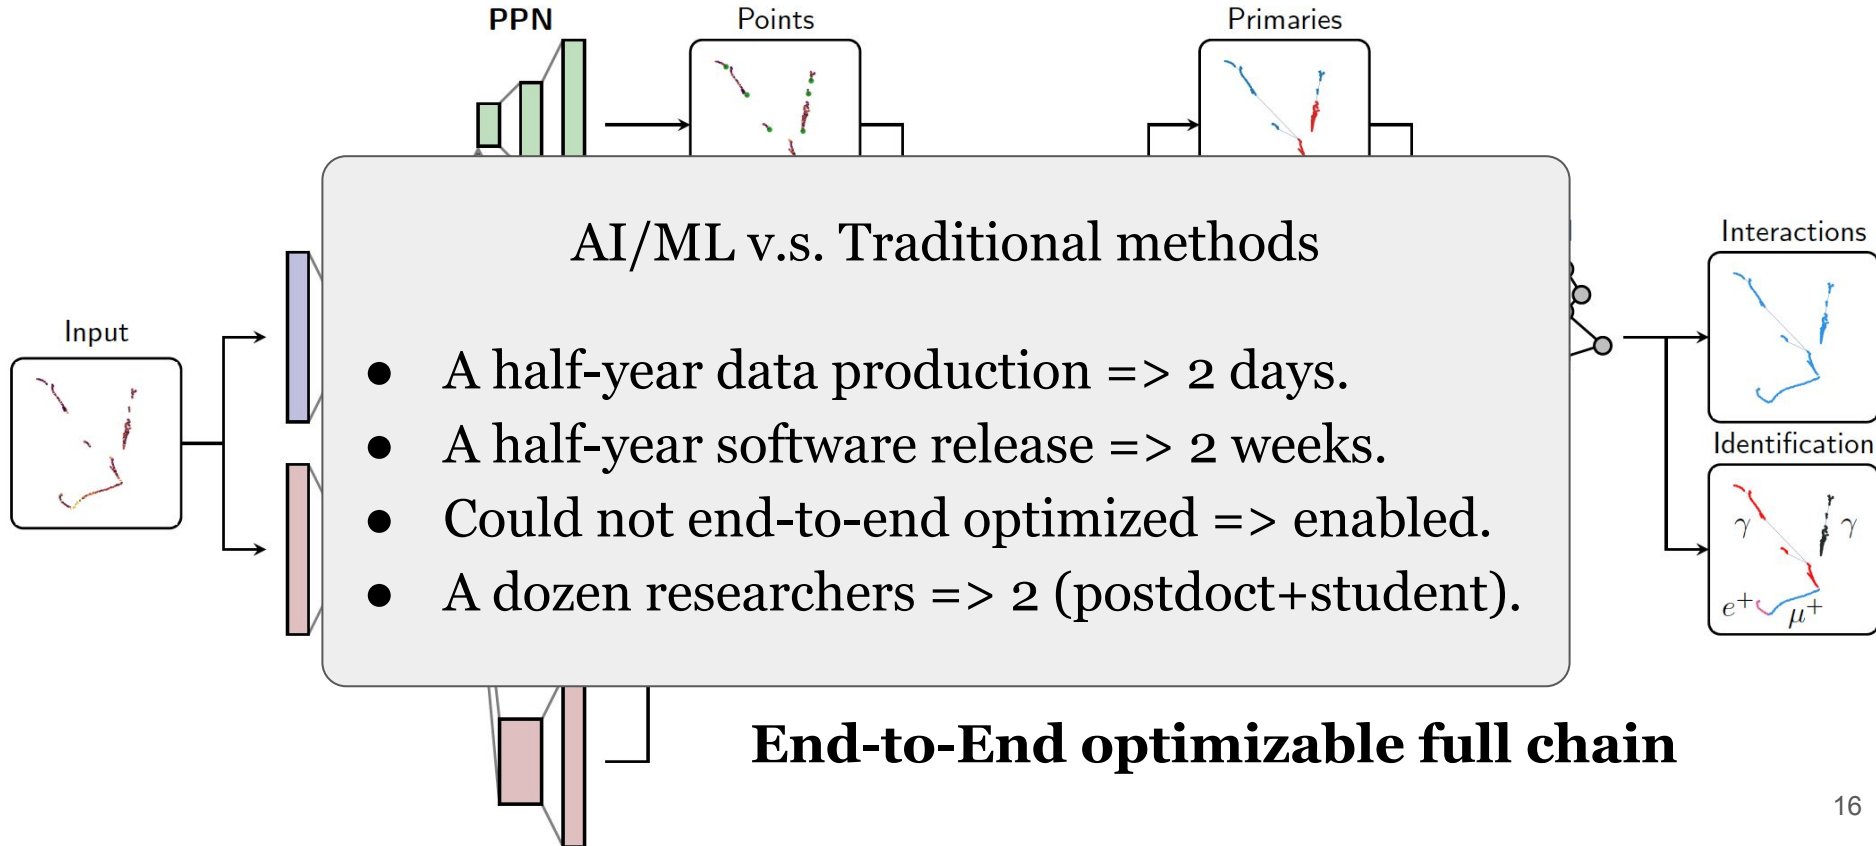 PPN
Points
Primaries
AI/ML v.s. Traditional methods
● A half-year data production => 2 days.
● A half-year software release => 2 weeks.
● Could not end-to-end optimized => enabled.
● A dozen researchers => 2 (postdoct+student).
Input
Interactions
Identification
γ
γ
e⁺
μ⁺
End-to-End optimizable full chain
16